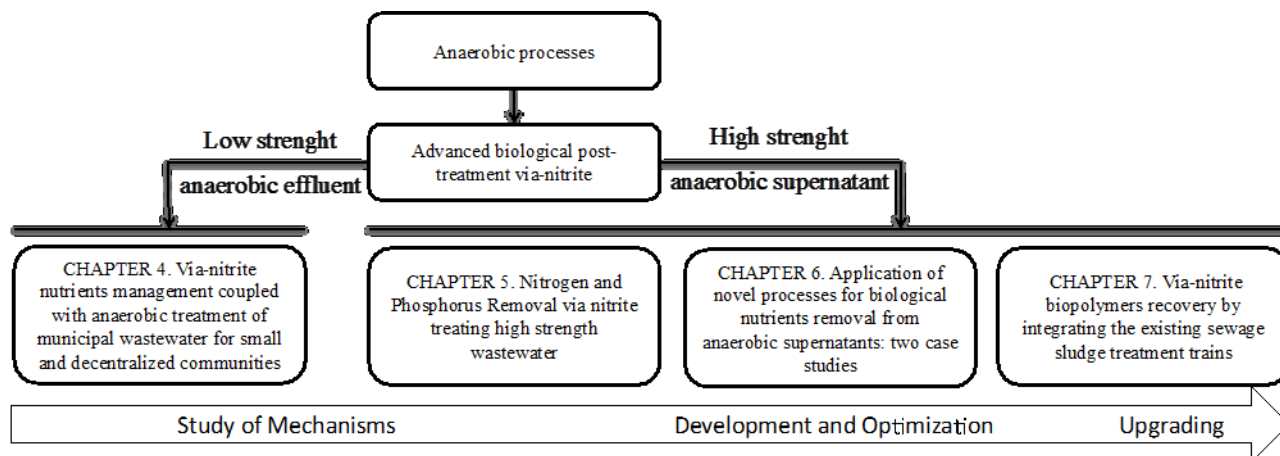 Anaerobic processes
Low strenght
High strenght
Advanced biological post-
treatment via-nitrite
anaerobic effluent
anaerobic supernatant
CHAPTER 4. Via-nitrite
nutrients management coupled
with anaerobic treatment of
municipal wastewater for small
and decentralized communities
CHAPTER 5. Nitrogen and
Phosphorus Removal via nitrite
treating high strength
wastewater
CHAPTER 6. Application of
novel processes for biological
nutrients removal from
anaerobic supernatants: two case
studies
CHAPTER 7. Via-nitrite
biopolymers recovery by
integrating the existing sewage
sludge treatment trains
Study of Mechanisms
Development and Optimization
Upgrading